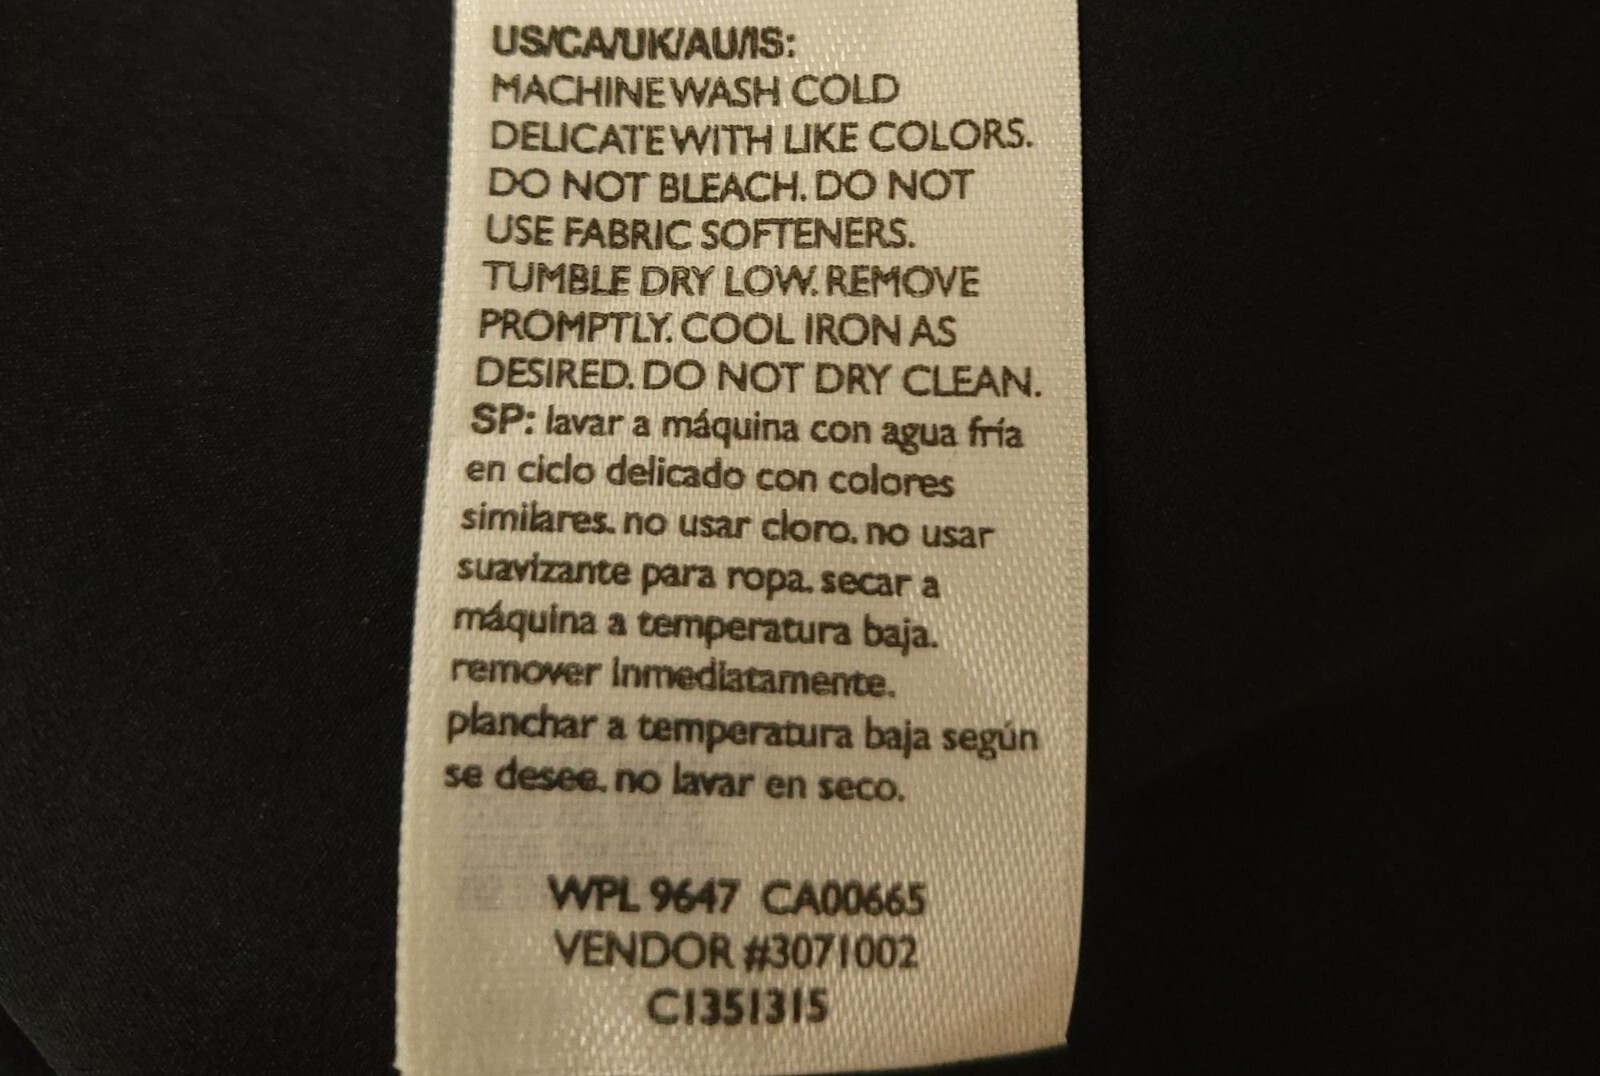 US/CA/UK/AU/IS:
MACHINE WASH COLD
DELICATE WITH LIKE COLORS.
DO NOT BLEACH. DO NOT
USE FABRIC SOFTENERS.
TUMBLE DRY LOW. REMOVE
PROMPTLY. COOL IRON AS
DESIRED. DO NOT DRY CLEAN.
SP: lavar a máquina con agua fría
en ciclo delicado con colores
similares. no usar cloro. no usar
suavizante para ropa. secar a
máquina a temperatura baja.
remover inmediatamente.
planchar a temperatura baja según
se desee. no lavar en seco.
WPL 9647 CA00665
VENDOR #3071002
C1351315